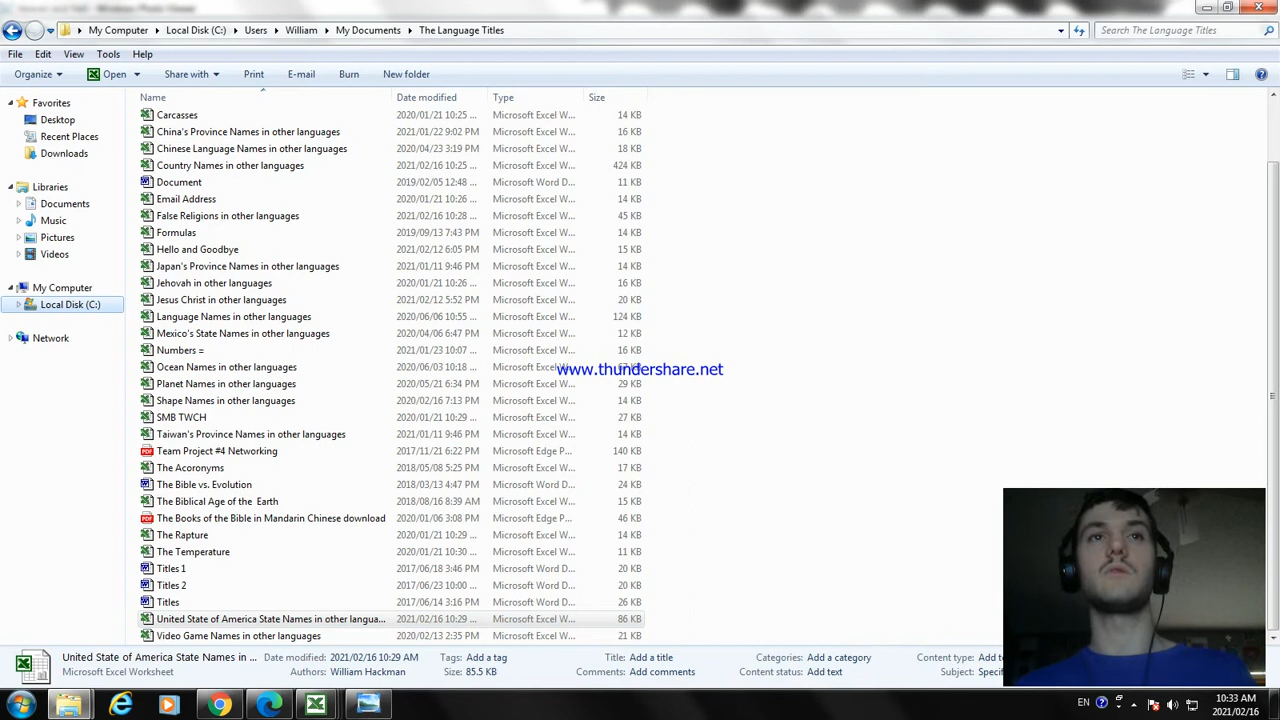 My Computer Local Disk (C:) Users William My Documents The Language Titles Search The Language Titles
File Edit View Tools Help
Organize Open Share with Print E-mail Burn New folder
Name Date modified Type Size
Favorites
Desktop
Recent Places
Downloads
Libraries
Documents
Music
Pictures
Videos
My Computer
Local Disk (C:)
Network
Carcasses 2020/01/21 10:25 ... Microsoft Excel W... 14 KB
China's Province Names in other languages 2021/01/22 9:02 PM Microsoft Excel W... 16 KB
Chinese Language Names in other languages 2020/04/23 3:19 PM Microsoft Excel W... 18 KB
Country Names in other languages 2021/02/16 10:25 ... Microsoft Excel W... 424 KB
Document 2019/02/05 12:48 ... Microsoft Word D... 11 KB
Email Address 2020/01/21 10:26 ... Microsoft Excel W... 14 KB
False Religions in other languages 2021/02/16 10:28 ... Microsoft Excel W... 45 KB
Formulas 2019/09/13 7:43 PM Microsoft Excel W... 14 KB
Hello and Goodbye 2021/02/12 6:05 PM Microsoft Excel W... 15 KB
Japan's Province Names in other languages 2021/01/11 9:46 PM Microsoft Excel W... 14 KB
Jehovah in other languages 2020/01/21 10:26 ... Microsoft Excel W... 16 KB
Jesus Christ in other languages 2021/02/12 5:52 PM Microsoft Excel W... 20 KB
Language Names in other languages 2020/06/06 10:55 ... Microsoft Excel W... 124 KB
Mexico's State Names in other languages 2020/04/06 6:47 PM Microsoft Excel W... 12 KB
Numbers = 2021/01/23 10:07 ... Microsoft Excel W... 16 KB
Ocean Names in other languages 2020/06/03 10:18 ... Microsoft Excel W... KB
www.thundershare.net
Planet Names in other languages 2020/05/21 6:34 PM Microsoft Excel W... 29 KB
Shape Names in other languages 2020/02/16 7:13 PM Microsoft Excel W... 14 KB
SMB TWCH 2020/01/21 10:29 ... Microsoft Excel W... 27 KB
Taiwan's Province Names in other languages 2021/01/11 9:46 PM Microsoft Excel W... 14 KB
Team Project #4 Networking 2017/11/21 6:22 PM Microsoft Edge P... 140 KB
The Acoronyms 2018/05/08 5:25 PM Microsoft Excel W... 17 KB
The Bible vs. Evolution 2018/03/13 4:47 PM Microsoft Word D... 24 KB
The Biblical Age of the Earth 2018/08/16 8:39 AM Microsoft Excel W... 15 KB
The Books of the Bible in Mandarin Chinese download 2020/01/06 3:08 PM Microsoft Edge P... 46 KB
The Rapture 2020/01/21 10:29 ... Microsoft Excel W... 14 KB
The Temperature 2020/01/21 10:30 ... Microsoft Excel W... 11 KB
Titles 1 2017/06/18 3:46 PM Microsoft Word D... 20 KB
Titles 2 2017/06/23 10:00 ... Microsoft Word D... 20 KB
Titles 2017/06/14 3:16 PM Microsoft Word D... 26 KB
United State of America State Names in other langua... 2021/02/16 10:29 ... Microsoft Excel W... 86 KB
Video Game Names in other languages 2020/02/13 2:35 PM Microsoft Excel W... 21 KB
United State of America State Names in ... Date modified: 2021/02/16 10:29 AM Tags: Add a tag Title: Add a title Categories: Add a category Content type: Add t
Microsoft Excel Worksheet Authors: William Hackman Size: 85.5 KB Comments: Add comments Content status: Add text Subject: Specif
EN 10:33 AM
2021/02/16